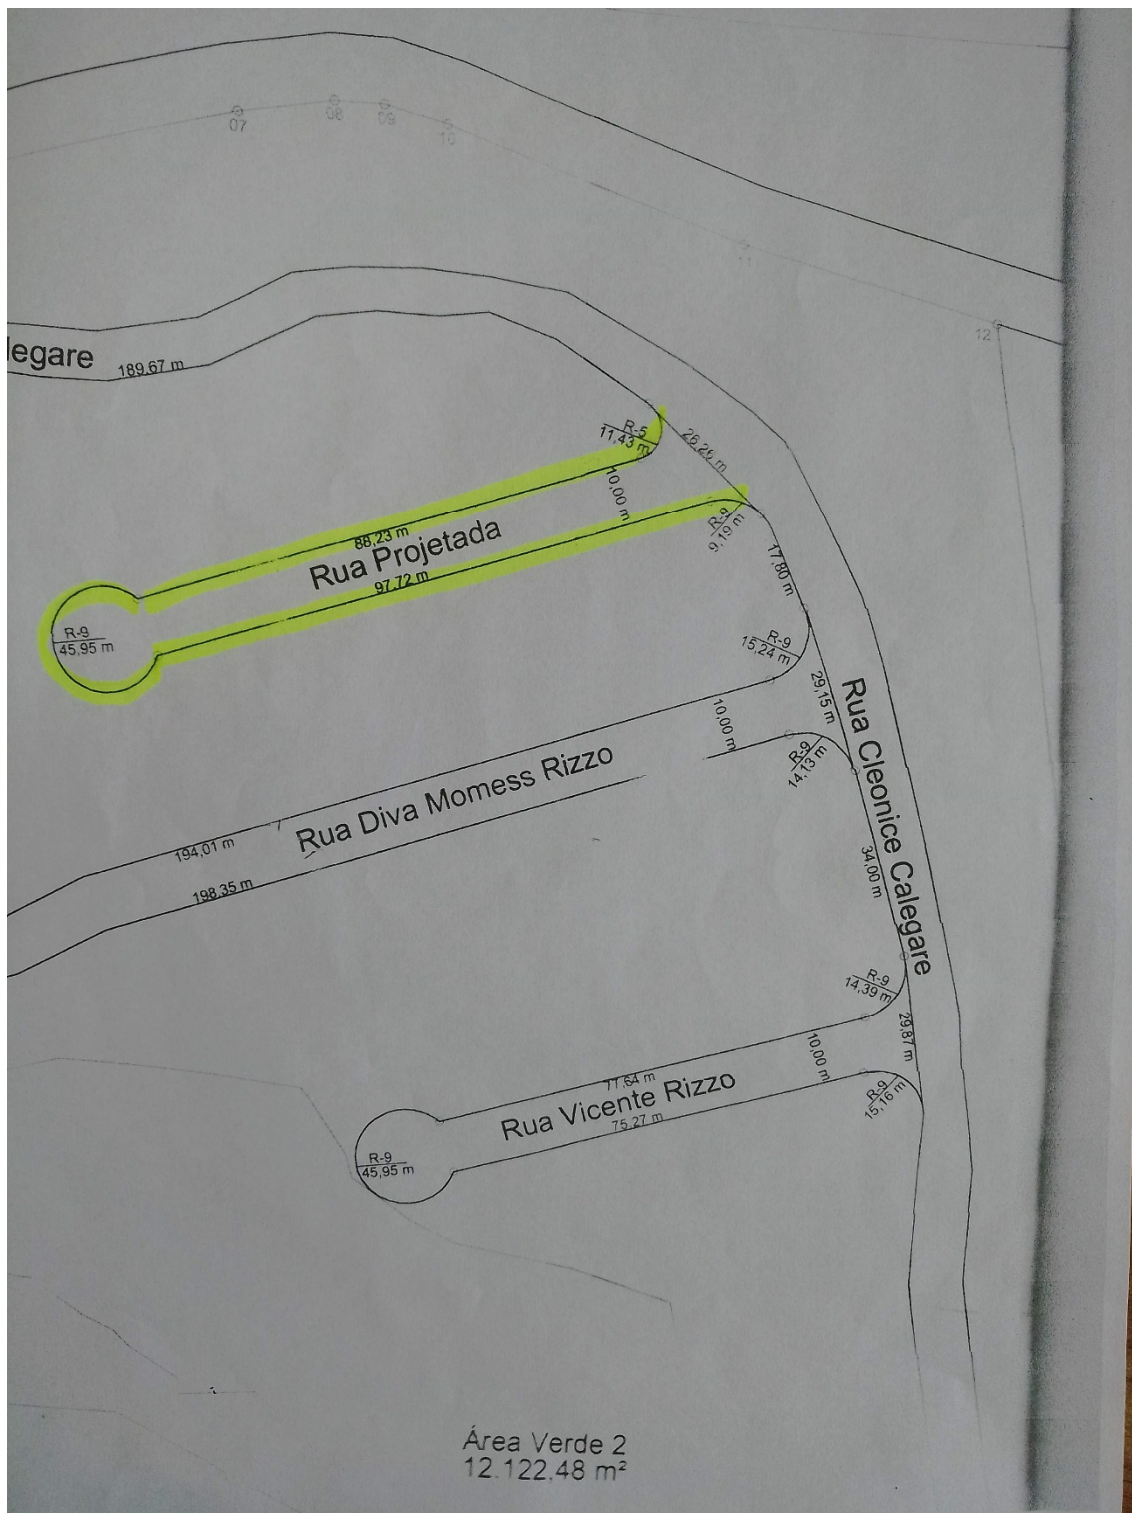 07
08
09
10
11
12
legare
189.67 m
R-5
11,43 m
26,26 m
10,00 m
88,23 m
Rua Projetada
97,72 m
R-9
9,19 m
17,80 m
R-9
45,95 m
R-9
15,24 m
29,15 m
10,00 m
R-9
14,13 m
Rua Cleonice Calegare
Rua Diva Momess Rizzo
194,01 m
198,35 m
34,00 m
R-9
14,39 m
29,87 m
10,00 m
77,64 m
Rua Vicente Rizzo
75,27 m
R-9
15,16 m
R-9
45,95 m
Área Verde 2
12.122,48 m²